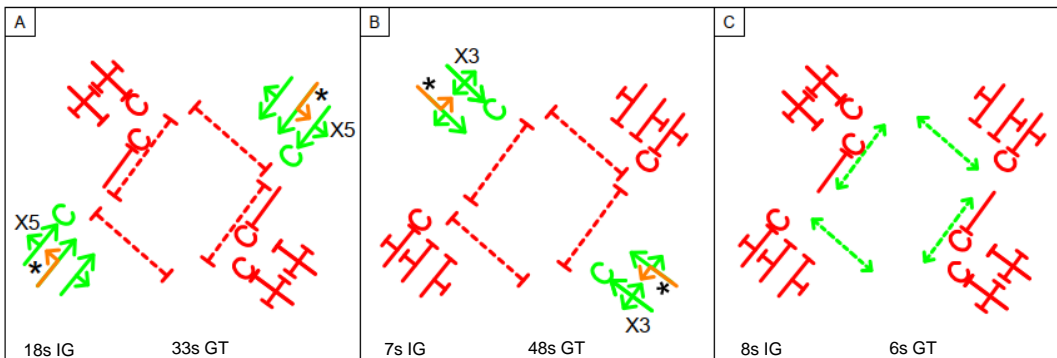 A
*
X5
X5
*
18s IG 33s GT
B
X3
*
*
X3
7s IG 48s GT
C
8s IG 6s GT